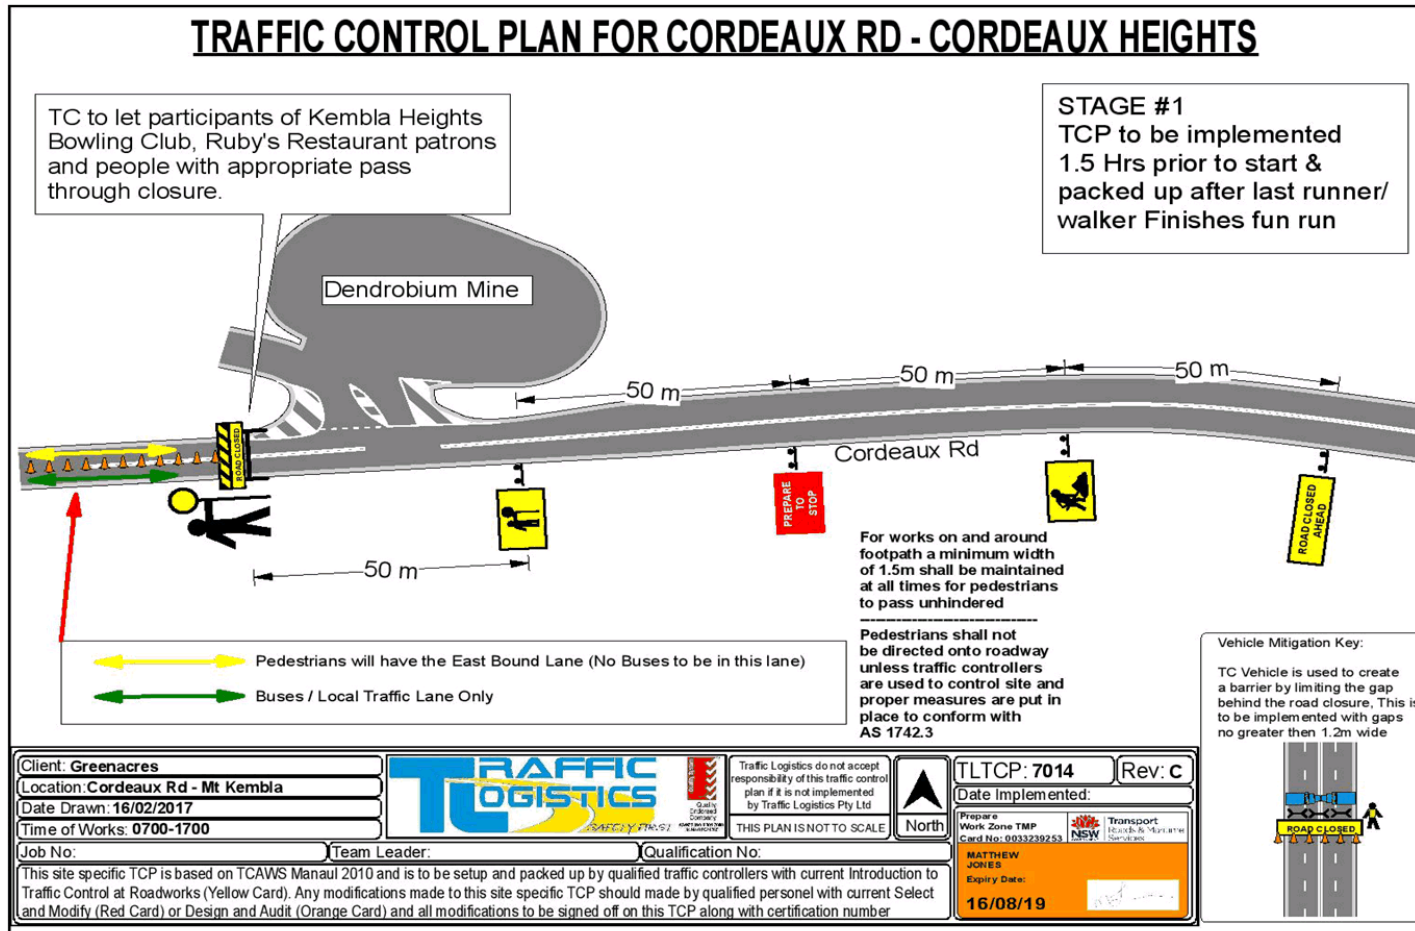 TRAFFIC CONTROL PLAN FOR CORDEAUX RD - CORDEAUX HEIGHTS
TC to let participants of Kembla Heights
Bowling Club, Ruby's Restaurant patrons
and people with appropriate pass
through closure.
STAGE #1
TCP to be implemented
1.5 Hrs prior to start &
packed up after last runner/
walker Finishes fun run
Dendrobium Mine
50 m
50 m
50 m
ROAD CLOSED
Cordeaux Rd
PREPARE
TO
STOP
ROAD CLOSED
AHEAD
50 m
For works on and around
footpath a minimum width
of 1.5m shall be maintained
at all times for pedestrians
to pass unhindered
Pedestrians shall not
be directed onto roadway
unless traffic controllers
are used to control site and
proper measures are put in
place to conform with
AS 1742.3
Pedestrians will have the East Bound Lane (No Buses to be in this lane)
Buses / Local Traffic Lane Only
Vehicle Mitigation Key:
TC Vehicle is used to create
a barrier by limiting the gap
behind the road closure, This is
to be implemented with gaps
no greater then 1.2m wide
ROAD CLOSED
Client: Greenacres
Location:Cordeaux Rd - Mt Kembla
Date Drawn: 16/02/2017
Time of Works: 0700-1700
TRAFFIC
LOGISTICS
SAFETY FIRST
Quality
Endorsed
Company
Traffic Logistics do not accept
responsibility of this traffic control
plan if it is not implemented
by Traffic Logistics Pty Ltd
THIS PLAN IS NOT TO SCALE
North
TLTCP: 7014
Rev: C
Date Implemented:
Prepare
Work Zone TMP
Card No: 0033239253
NSW
Transport
Roads & Maritime
Services
MATTHEW
JONES
Expiry Date:
16/08/19
Job No:
Team Leader:
Qualification No:
This site specific TCP is based on TCAWS Manaul 2010 and is to be setup and packed up by qualified traffic controllers with current Introduction to
Traffic Control at Roadworks (Yellow Card). Any modifications made to this site specific TCP should made by qualified personel with current Select
and Modify (Red Card) or Design and Audit (Orange Card) and all modifications to be signed off on this TCP along with certification number